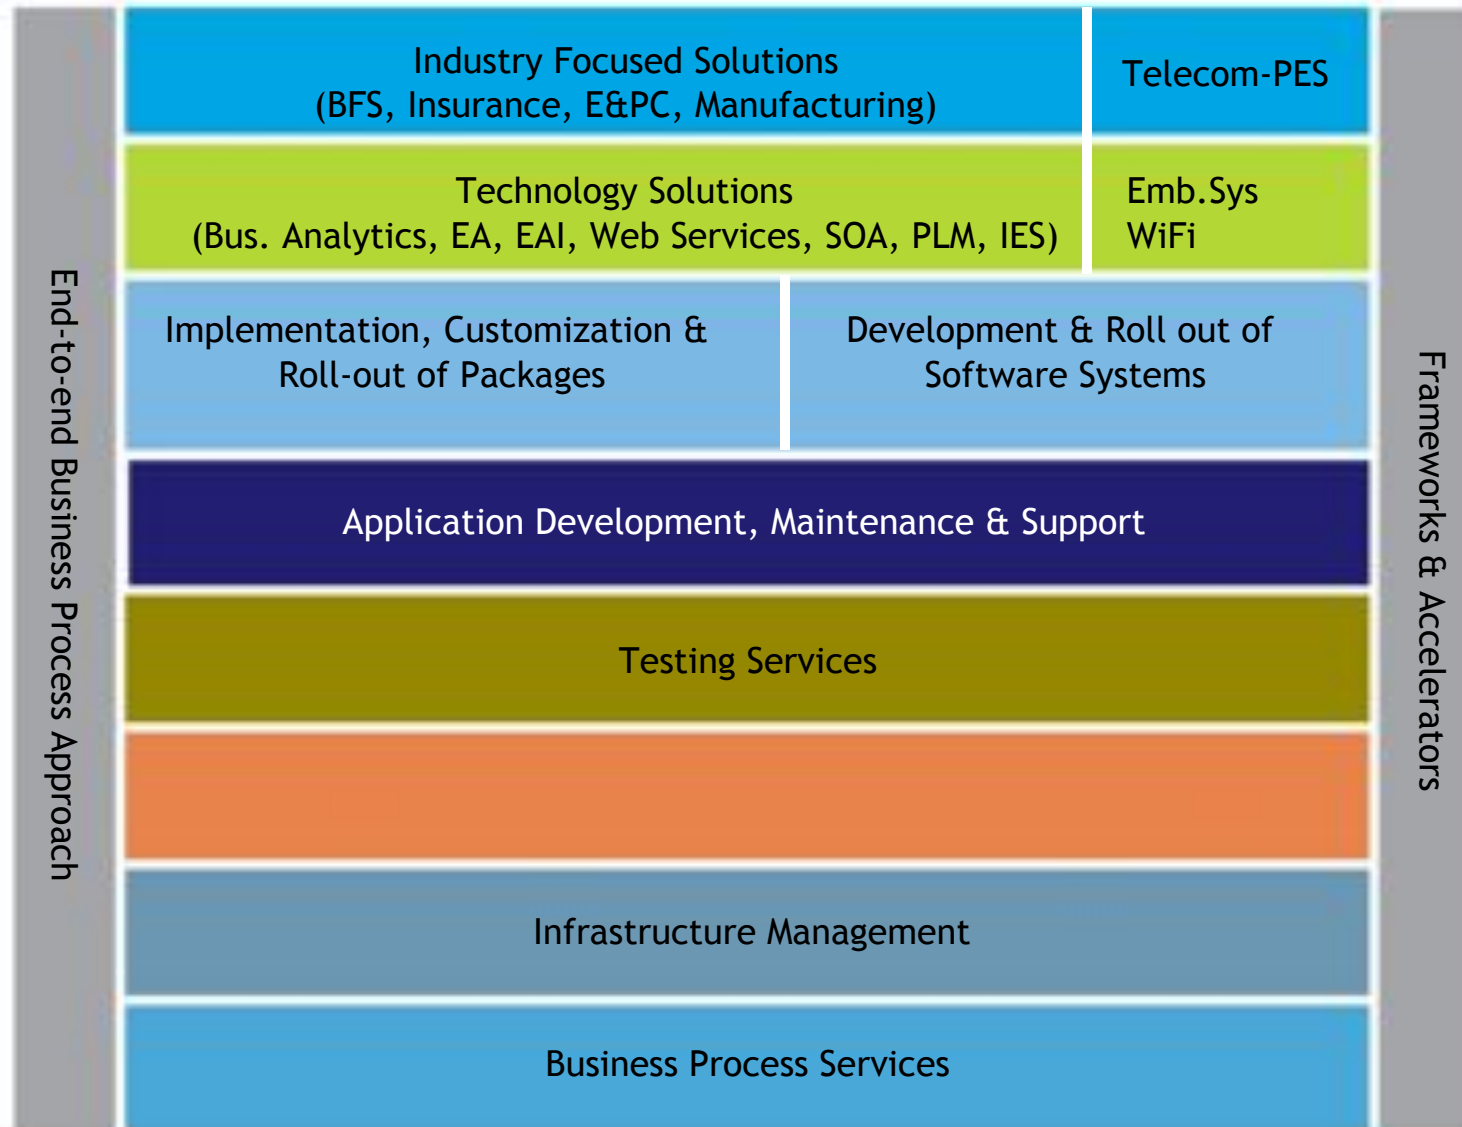 Industry Focused Solutions
(BFS, Insurance, E&PC, Manufacturing)
Telecom-PES
Technology Solutions
(Bus. Analytics, EA, EAI, Web Services, SOA, PLM, IES)
Emb.Sys
WiFi
Implementation, Customization &
Roll-out of Packages
Development & Roll out of
Software Systems
Application Development, Maintenance & Support
Testing Services
Infrastructure Management
Business Process Services
End-to-end Business Process Approach
Frameworks & Accelerators